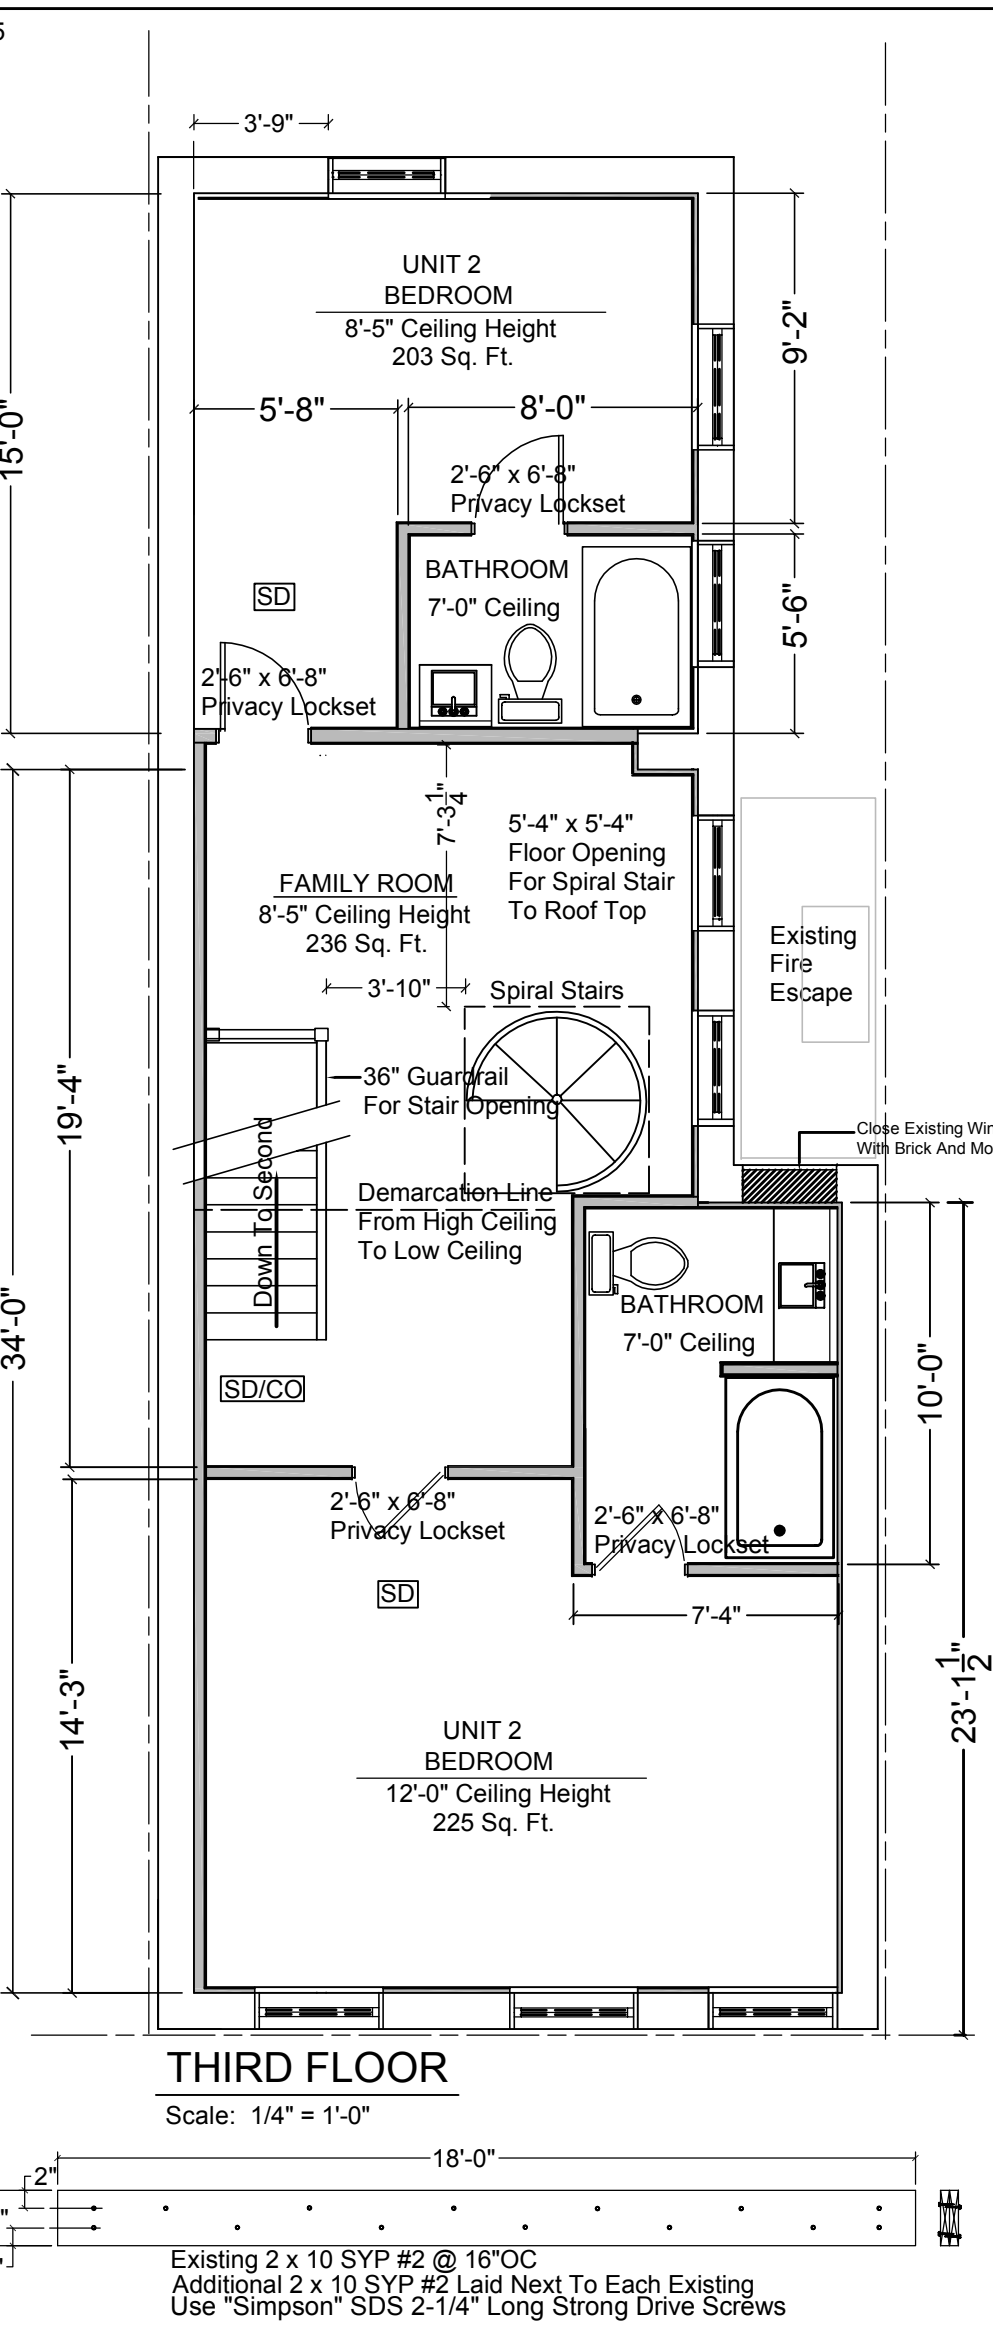 5
3'-9"
UNIT 2
BEDROOM
8'-5" Ceiling Height
203 Sq. Ft.
9'-2"
15'-0"
5'-8"
8'-0"
2'-6" x 6'-8"
Privacy Lockset
BATHROOM
7'-0" Ceiling
5'-6"
SD
2'-6" x 6'-8"
Privacy Lockset
7'-3 1/4"
5'-4" x 5'-4"
Floor Opening
For Spiral Stair
To Roof Top
FAMILY ROOM
8'-5" Ceiling Height
236 Sq. Ft.
Existing
Fire
Escape
3'-10"
Spiral Stairs
36" Guardrail
For Stair Opening
19'-4"
Close Existing Win
With Brick And Mo
Down To Second
Demarcation Line
From High Ceiling
To Low Ceiling
34'-0"
BATHROOM
7'-0" Ceiling
10'-0"
SD/CO
2'-6" x 6'-8"
Privacy Lockset
2'-6" x 6'-8"
Privacy Lockset
SD
7'-4"
14'-3"
23'-1 1/2"
UNIT 2
BEDROOM
12'-0" Ceiling Height
225 Sq. Ft.
THIRD FLOOR
Scale: 1/4" = 1'-0"
18'-0"
2"
"
Existing 2 x 10 SYP #2 @ 16"OC
Additional 2 x 10 SYP #2 Laid Next To Each Existing
Use "Simpson" SDS 2-1/4" Long Strong Drive Screws